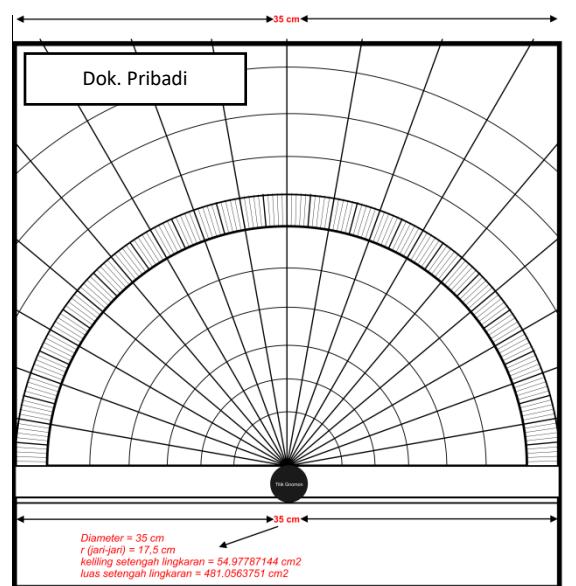 35 cm
Dok. Pribadi
Titik Gnomon
35 cm
Diameter = 35 cm
r (jari-jari) = 17,5 cm
keliling setengah lingkaran = 54.97787144 cm2
luas setengah lingkaran = 481,0563751 cm2